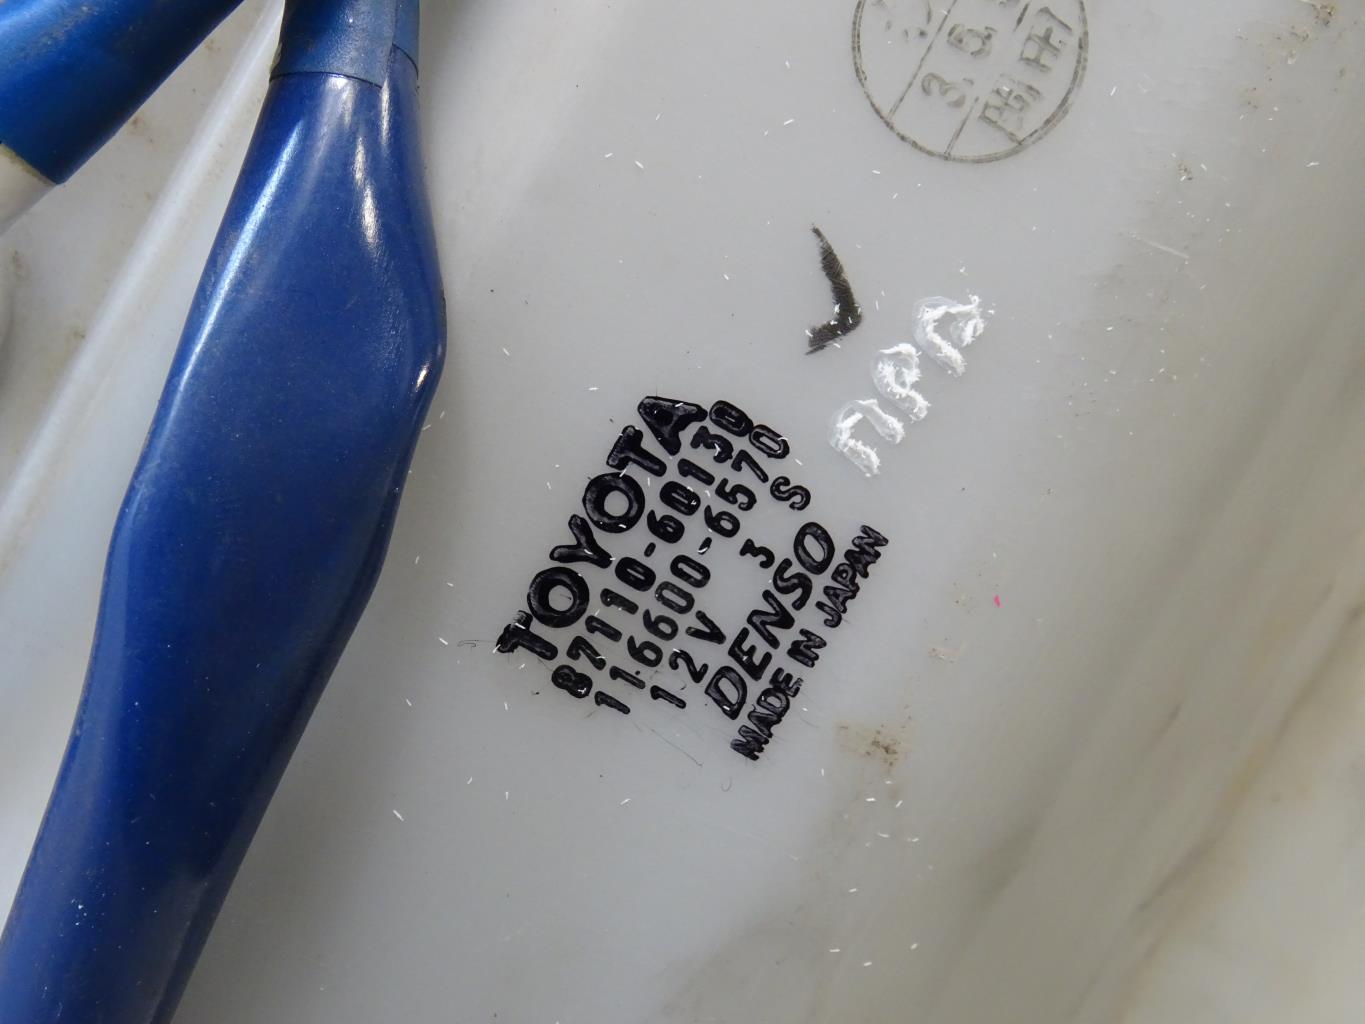 TOYOTA
87110-60130
116600-6570
12V 3 S
DENSO
MADE IN JAPAN